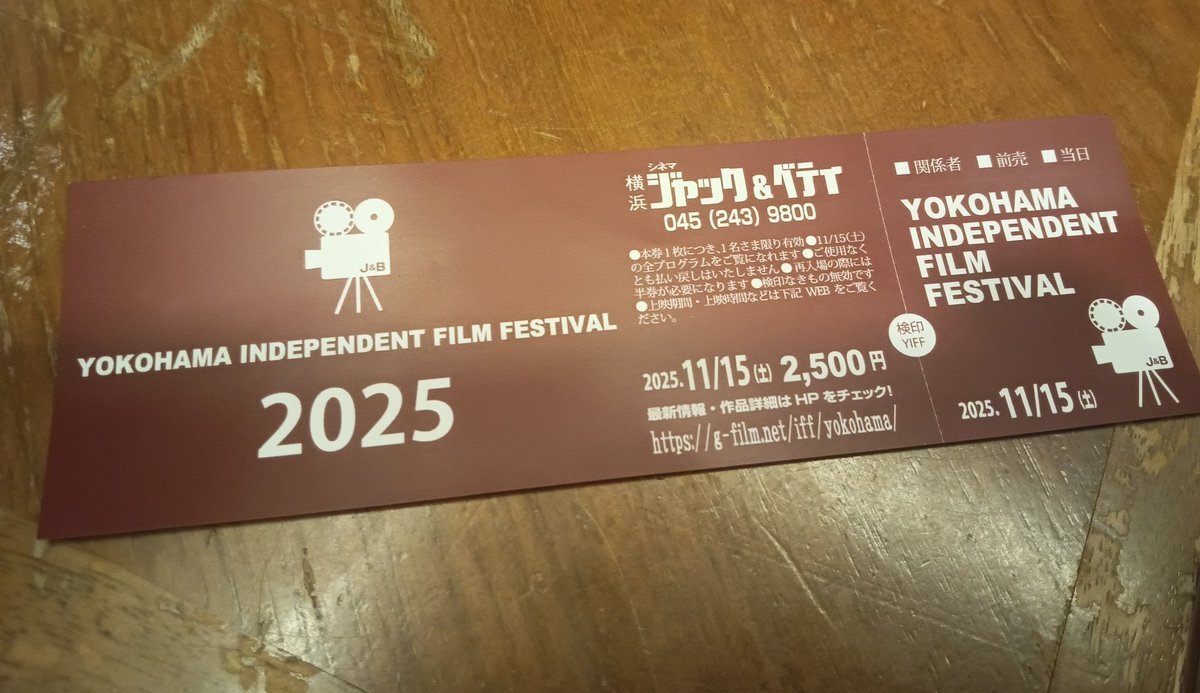 J&B
YOKOHAMA INDEPENDENT FILM FESTIVAL
2025
シネマ
横浜 ジャック&ベティ
045 (243) 9800
●本券1枚につき、1名さま限り有効 ●11/15(土)
の全プログラムをご覧になれます ●ご使用なく
とも払い戻しはいたしません ●再入場の際には
半券が必要になります ●検印なきもの無効です
●上映期間・上映時間などは下記 WEB をご覧く
ださい。
2025.11/15(土) 2,500円
最新情報・作品詳細は HP をチェック!
https://g-film.net/iff/yokohama/
検印
YIFF
■関係者 ■前売 ■当日
YOKOHAMA
INDEPENDENT
FILM
FESTIVAL
J&B
2025.11/15(土)